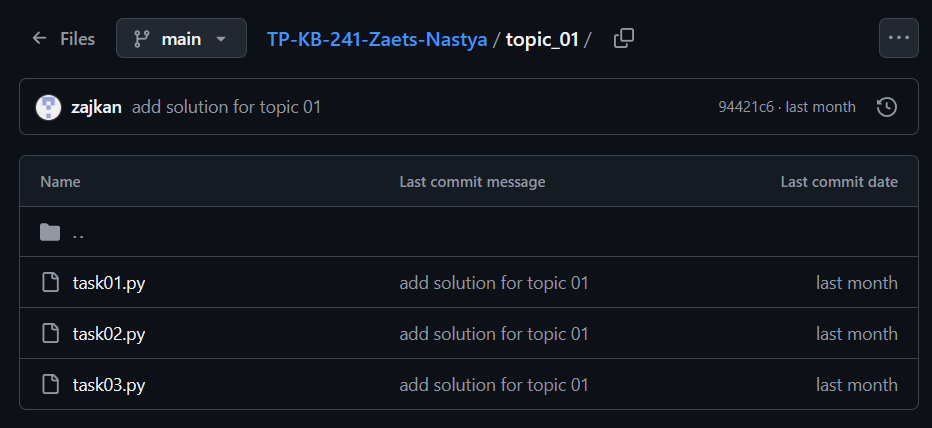 Files main TP-KB-241-Zaets-Nastya / topic_01 /
zajkan add solution for topic 01 94421c6 · last month
Name Last commit message Last commit date
..
task01.py add solution for topic 01 last month
task02.py add solution for topic 01 last month
task03.py add solution for topic 01 last month